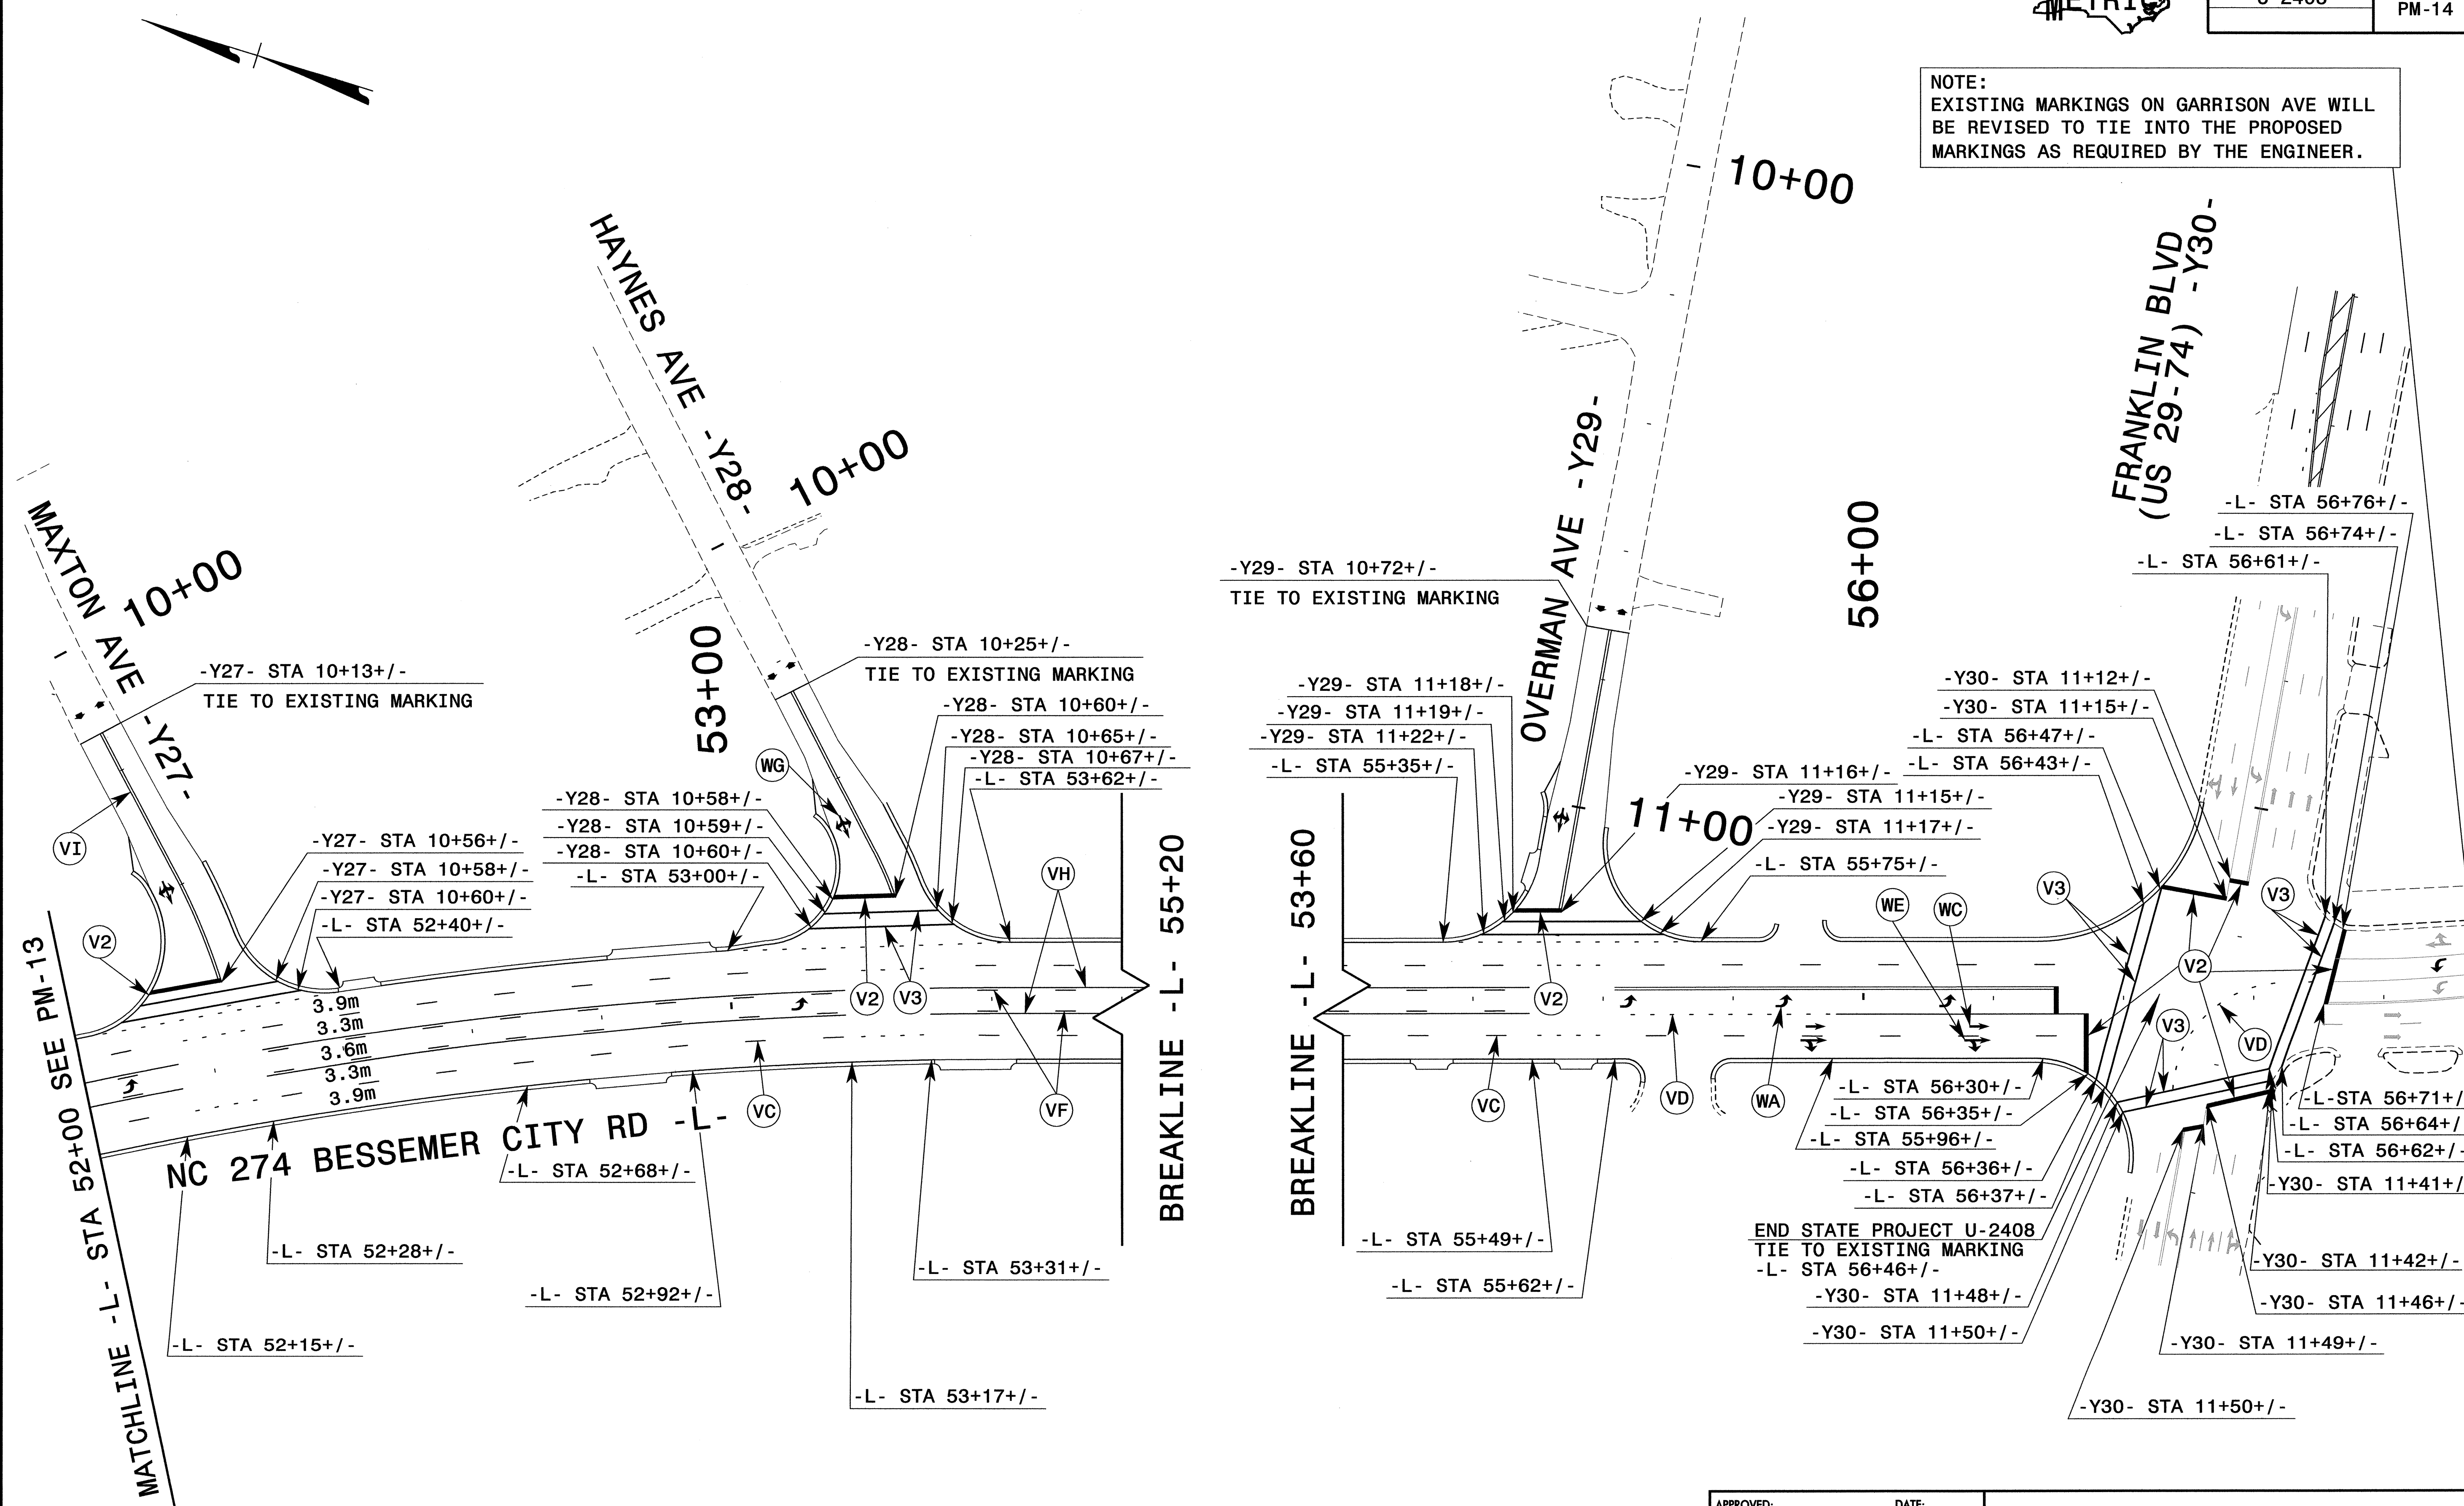 METRIC
PM-14
NOTE:
EXISTING MARKINGS ON GARRISON AVE WILL
BE REVISED TO TIE INTO THE PROPOSED
MARKINGS AS REQUIRED BY THE ENGINEER.
MAXTON AVE -Y27-
10+00
-Y27- STA 10+13+/-
TIE TO EXISTING MARKING
VI
V2
-Y27- STA 10+56+/-
-Y27- STA 10+58+/-
-Y27- STA 10+60+/-
-L- STA 52+40+/-
HAYNES AVE -Y28-
10+00
53+00
-Y28- STA 10+25+/-
TIE TO EXISTING MARKING
-Y28- STA 10+60+/-
-Y28- STA 10+65+/-
-Y28- STA 10+67+/-
-L- STA 53+62+/-
WG
-Y28- STA 10+58+/-
-Y28- STA 10+59+/-
-Y28- STA 10+60+/-
-L- STA 53+00+/-
VH
V2
V3
3.9m
3.3m
3.6m
3.3m
3.9m
VC
VF
NC 274 BESSEMER CITY RD -L-
MATCHLINE -L- STA 52+00 SEE PM-13
-L- STA 52+68+/-
-L- STA 52+28+/-
-L- STA 52+92+/-
-L- STA 53+31+/-
-L- STA 52+15+/-
-L- STA 53+17+/-
BREAKLINE -L- 55+20
BREAKLINE -L- 53+60
10+00
OVERMAN AVE -Y29-
-Y29- STA 10+72+/-
TIE TO EXISTING MARKING
-Y29- STA 11+18+/-
-Y29- STA 11+19+/-
-Y29- STA 11+22+/-
-L- STA 55+35+/-
11+00
-Y29- STA 11+16+/-
-Y29- STA 11+15+/-
-Y29- STA 11+17+/-
-L- STA 55+75+/-
56+00
V2
VC
VD
WA
WE
WC
-L- STA 55+49+/-
-L- STA 55+62+/-
FRANKLIN BLVD
(US 29-74) -Y30-
-L- STA 56+76+/-
-L- STA 56+74+/-
-L- STA 56+61+/-
-Y30- STA 11+12+/-
-Y30- STA 11+15+/-
-L- STA 56+47+/-
-L- STA 56+43+/-
V3
V3
V2
V3
VD
-L- STA 56+30+/-
-L- STA 56+35+/-
-L- STA 55+96+/-
-L- STA 56+36+/-
-L- STA 56+37+/-
END STATE PROJECT U-2408
TIE TO EXISTING MARKING
-L- STA 56+46+/-
-Y30- STA 11+48+/-
-Y30- STA 11+50+/-
-L-STA 56+71+/
-L- STA 56+64+/
-L- STA 56+62+/-
-Y30- STA 11+41+/
-Y30- STA 11+42+/-
-Y30- STA 11+46+/-
-Y30- STA 11+49+/-
-Y30- STA 11+50+/-
APPROVED:
DATE: